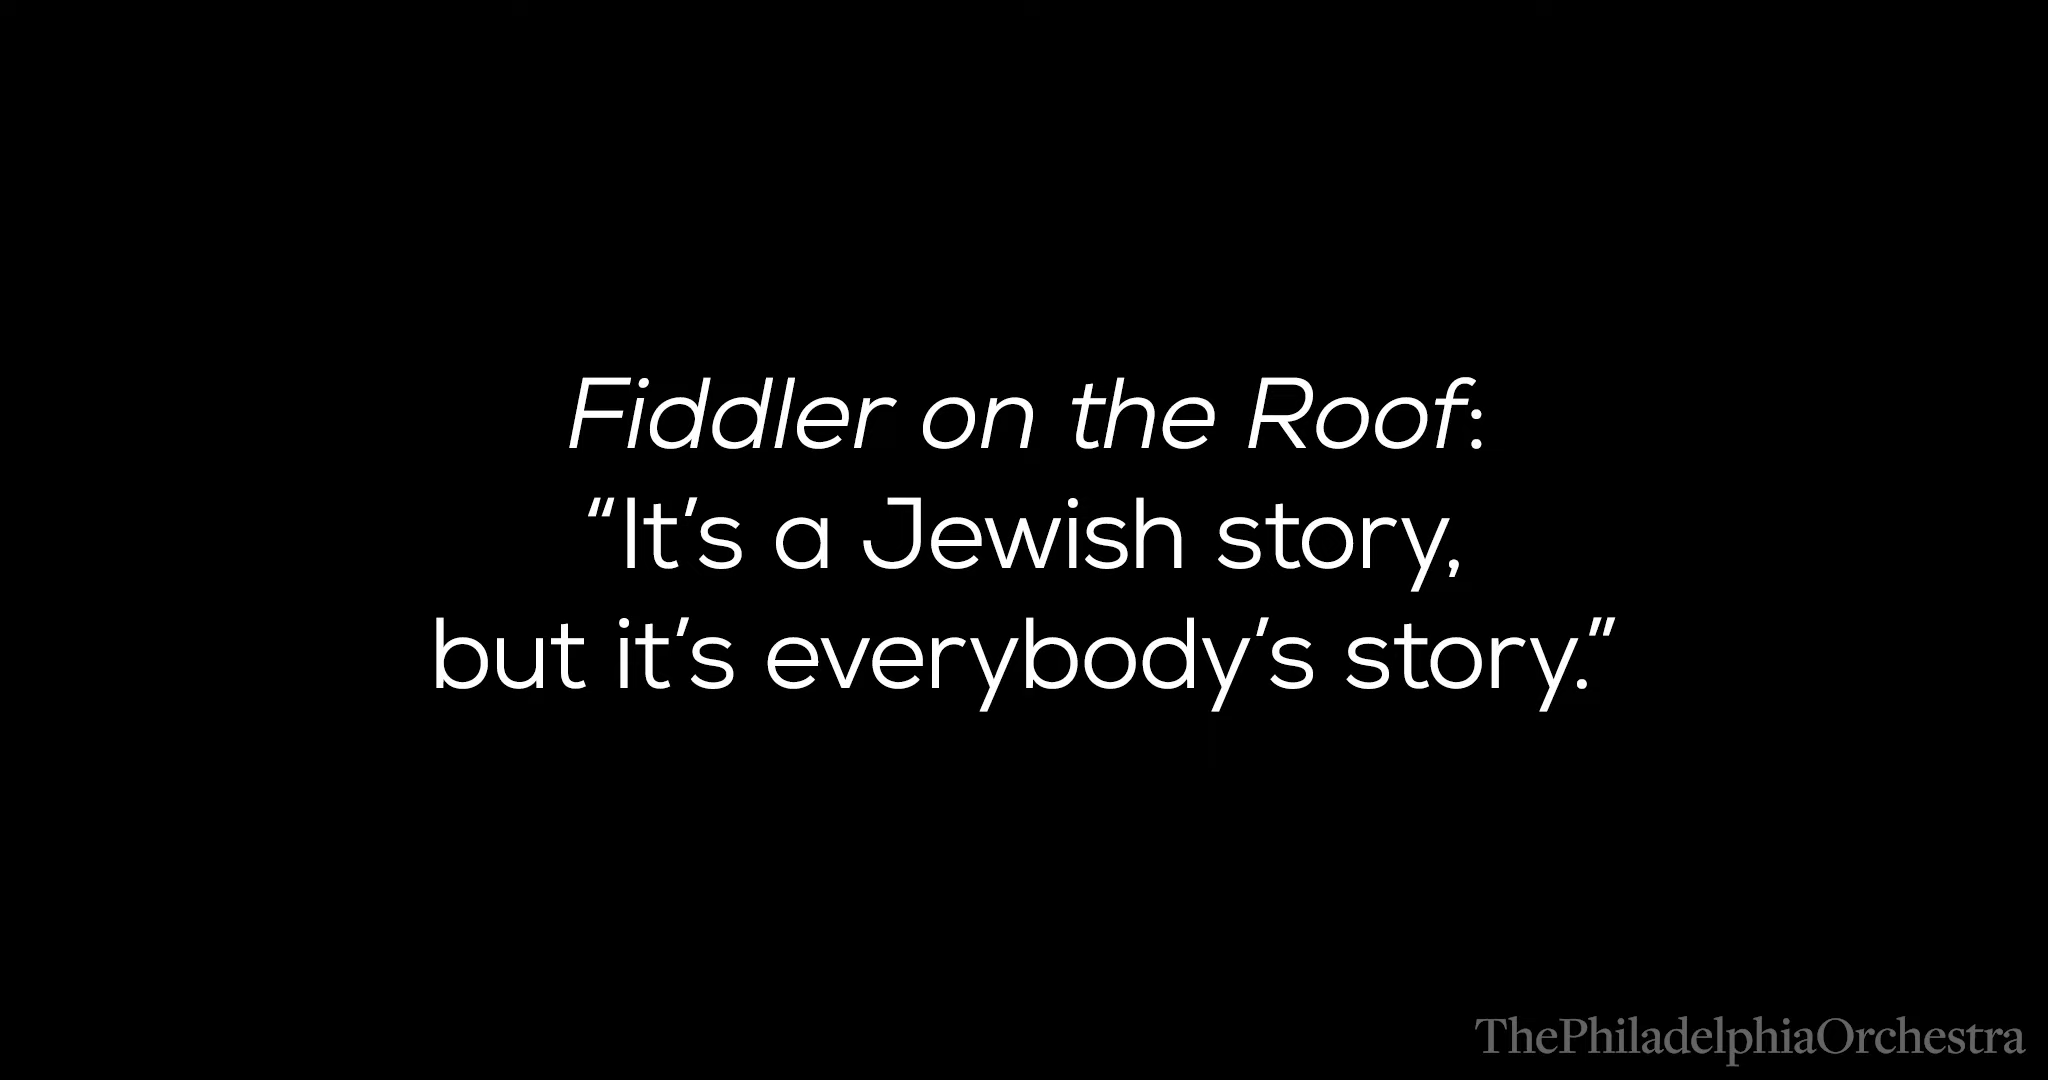 Fiddler on the Roof:
“It’s a Jewish story,
but it’s everybody’s story.”
ThePhiladelphiaOrchestra